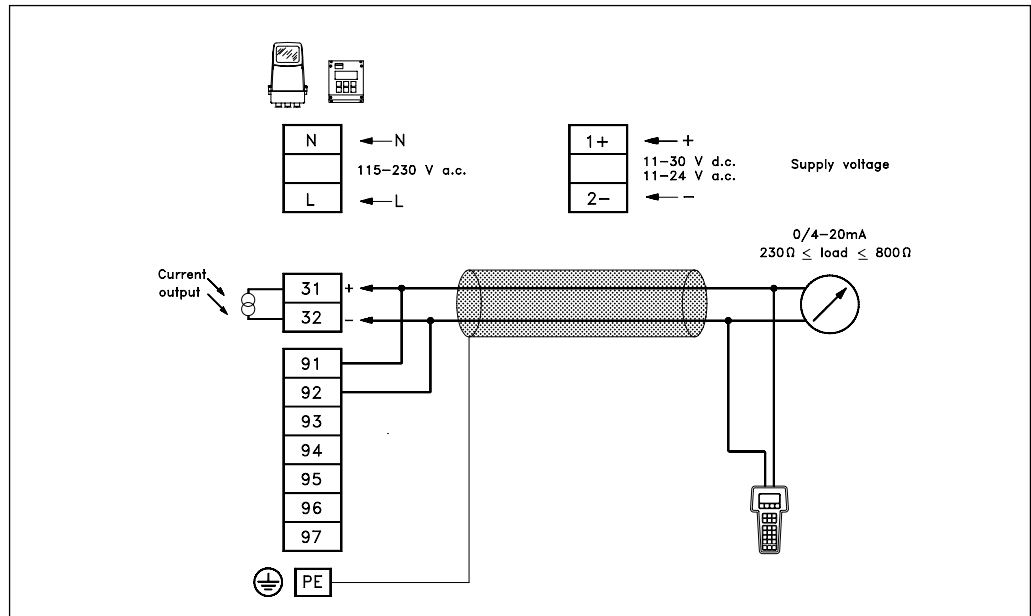 N
←N
115-230 V a.c.
L
←L
1+
←+
11-30 V d.c.
11-24 V a.c.
2-
←-
Supply voltage
0/4-20mA
230Ω ≤ load ≤ 800Ω
Current
output
31 +
32 -
91
92
93
94
95
96
97
PE